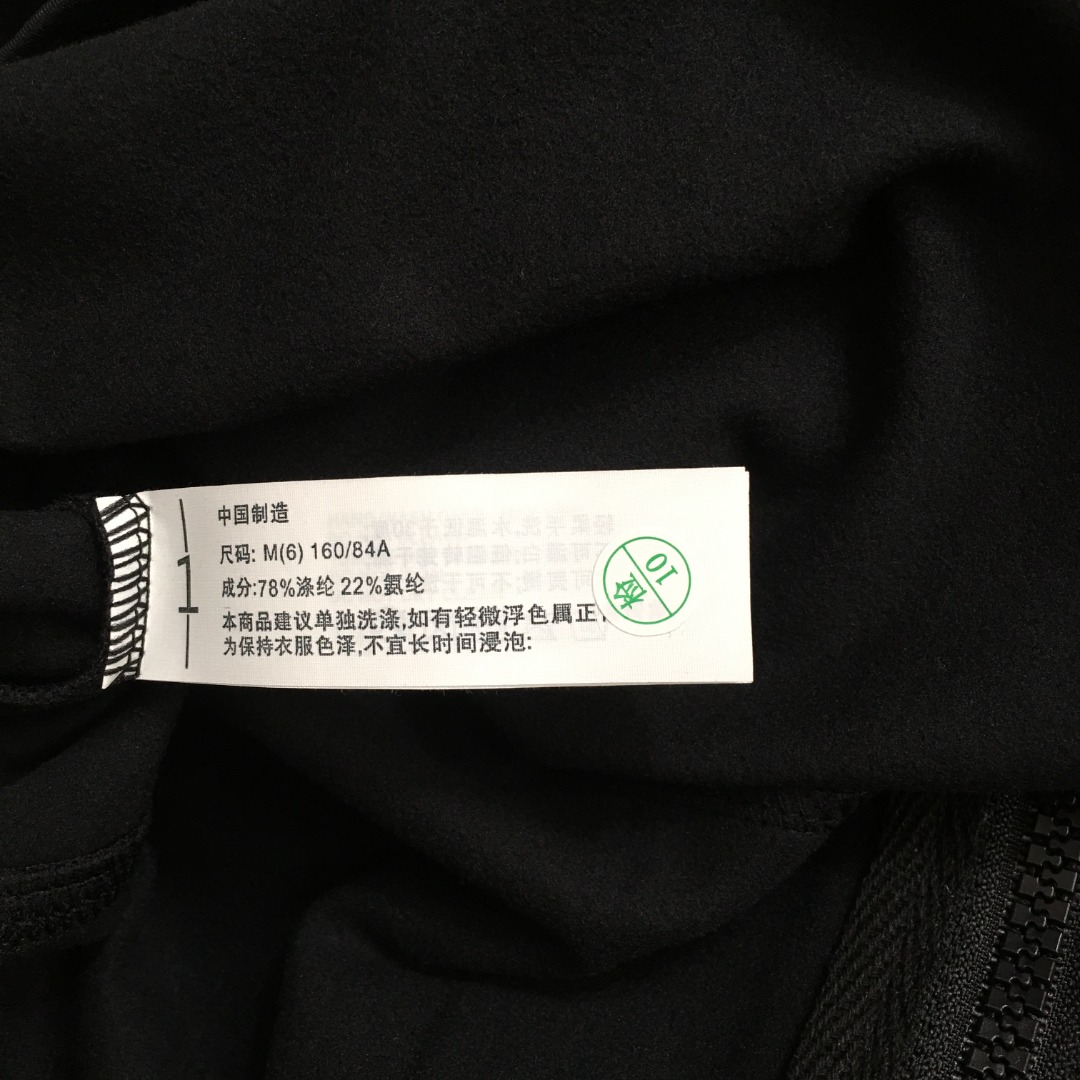 中国制造
尺码: M(6) 160/84A
成分:78%涤纶 22%氨纶
本商品建议单独洗涤,如有轻微浮色属正
为保持衣服色泽,不宜长时间浸泡:
1
检
10